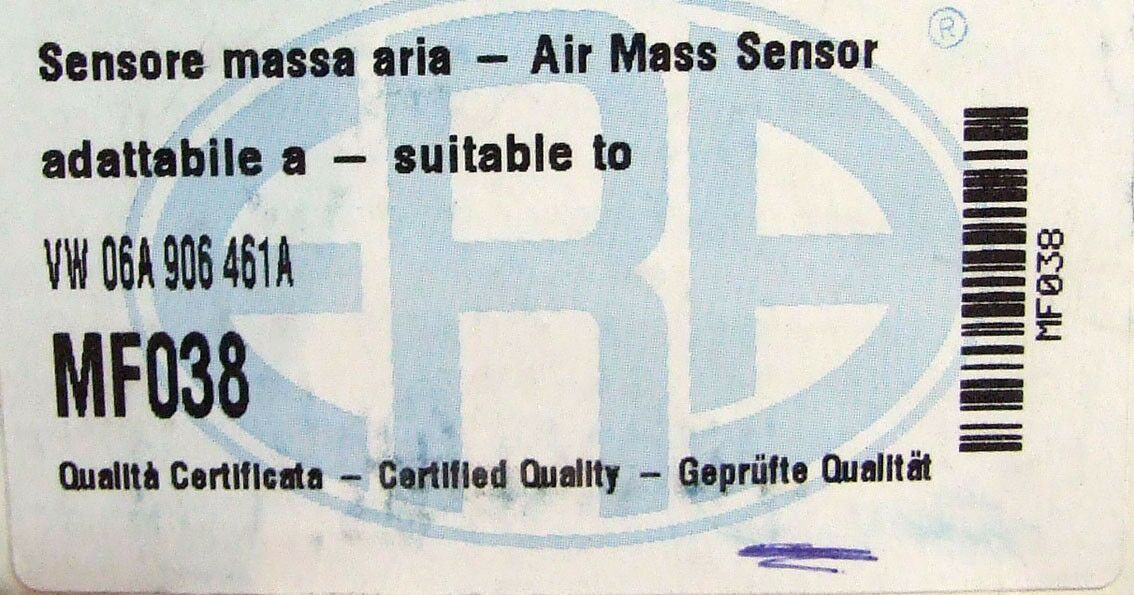 Sensore massa aria – Air Mass Sensor
adattabile a – suitable to
VW 06A 906 461A
MF038
Qualità Certificata – Certified Quality – Geprüfte Qualität
ERA
®
MF038